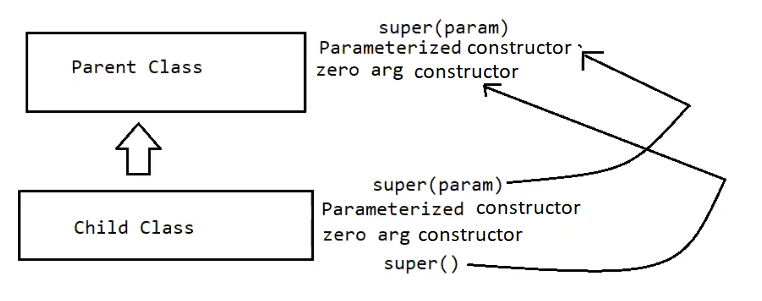 super(param)
Parameterized constructor
Parent Class
zero arg constructor
super(param)
Parameterized constructor
Child Class
zero arg constructor
super()